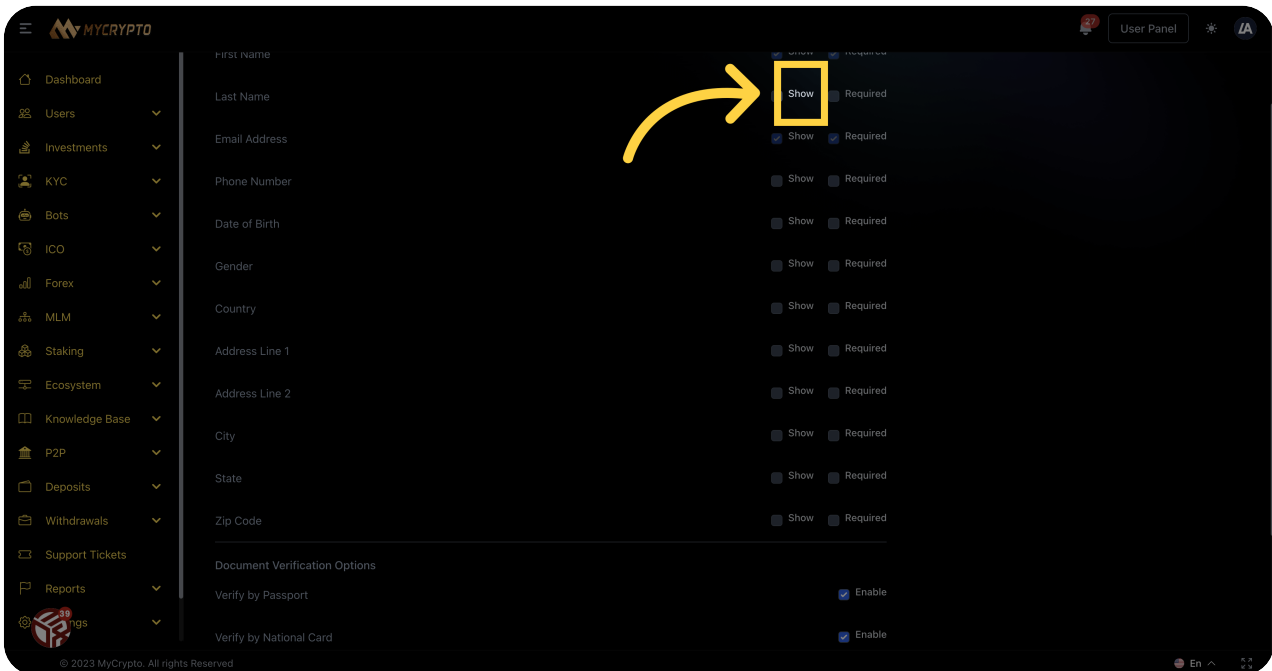 MYCRYPTO
27
User Panel
First Name Show Required
Dashboard
Last Name Show Required
Users
Email Address Show Required
Investments
Phone Number Show Required
KYC
Bots
Date of Birth Show Required
ICO
Gender Show Required
Forex
Country Show Required
MLM
Staking
Address Line 1 Show Required
Ecosystem
Address Line 2 Show Required
Knowledge Base
City Show Required
P2P
State Show Required
Deposits
Withdrawals
Zip Code Show Required
Support Tickets
Document Verification Options
Reports
Verify by Passport Enable
39
ngs
Verify by National Card Enable
© 2023 MyCrypto. All rights Reserved
En